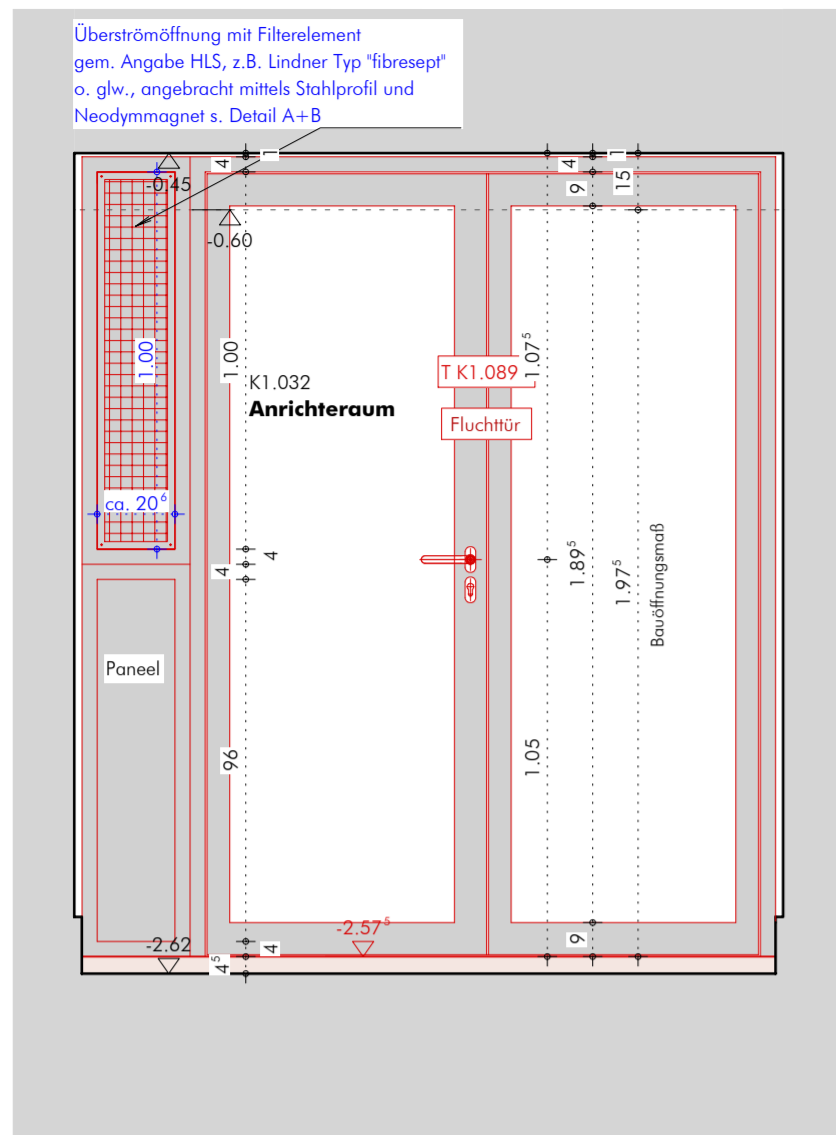 Überströmöffnung mit Filterelement
gem. Angabe HLS, z.B. Lindner Typ "fibresept"
o. glw., angebracht mittels Stahlprofil und
Neodymmagnet s. Detail A+B
4
1
4
1
-0.45
9
15
-0.60
1.00
1.00
1.07⁵
K1.032
Anrichteraum
T K1.089
Fluchttür
ca. 20⁶
4
4
1.89⁵
1.97⁵
Bauöffnungsmaß
Paneel
96
1.05
-2.57⁵
9
-2.62
4
4⁵